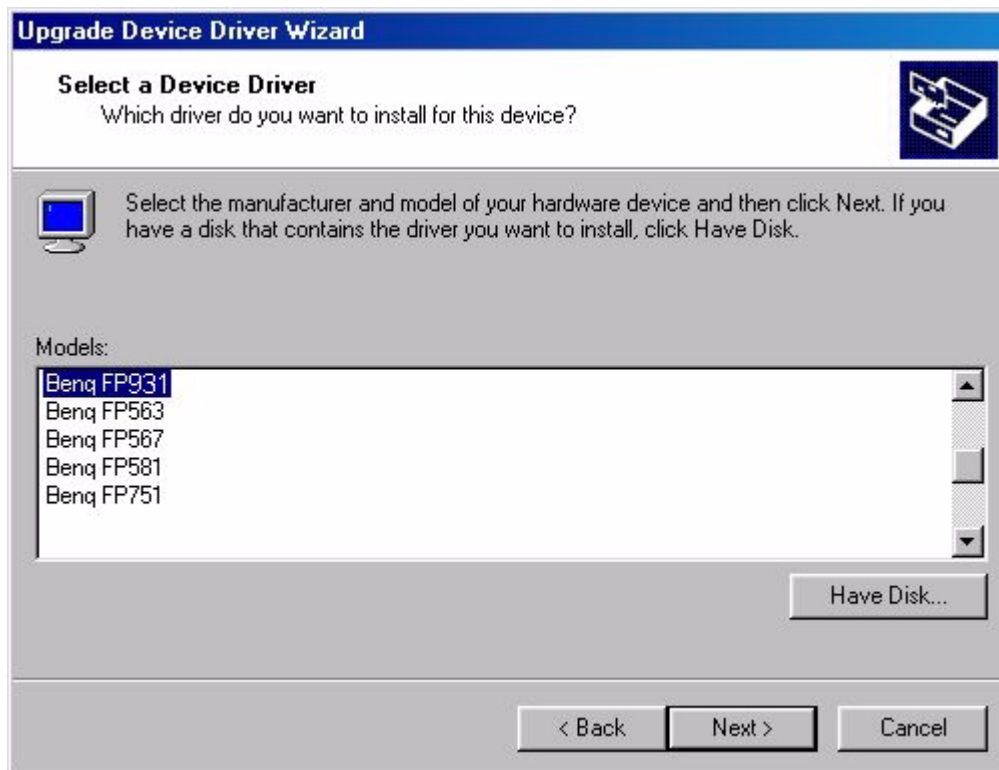 Upgrade Device Driver Wizard
Select a Device Driver
Which driver do you want to install for this device?
Select the manufacturer and model of your hardware device and then click Next. If you
have a disk that contains the driver you want to install, click Have Disk.
Models:
Benq FP931
Benq FP563
Benq FP567
Benq FP581
Benq FP751
Have Disk...
< Back
Next >
Cancel